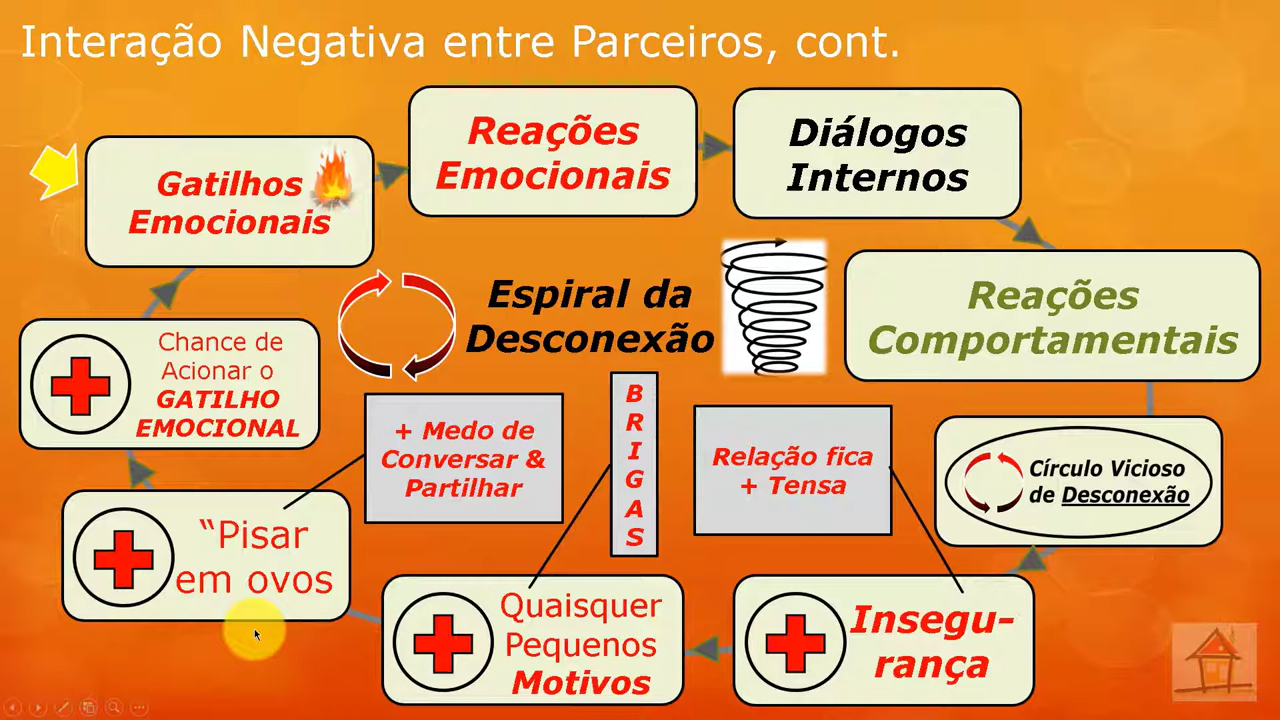 Interação Negativa entre Parceiros, cont.
Gatilhos
Emocionais
Reações
Emocionais
Diálogos
Internos
Reações
Comportamentais
Círculo Vicioso
de Desconexão
Insegu-
rança
Quaisquer
Pequenos
Motivos
“Pisar
em ovos
Chance de
Acionar o
GATILHO
EMOCIONAL
Espiral da
Desconexão
+ Medo de
Conversar &
Partilhar
B
R
I
G
A
S
Relação fica
+ Tensa